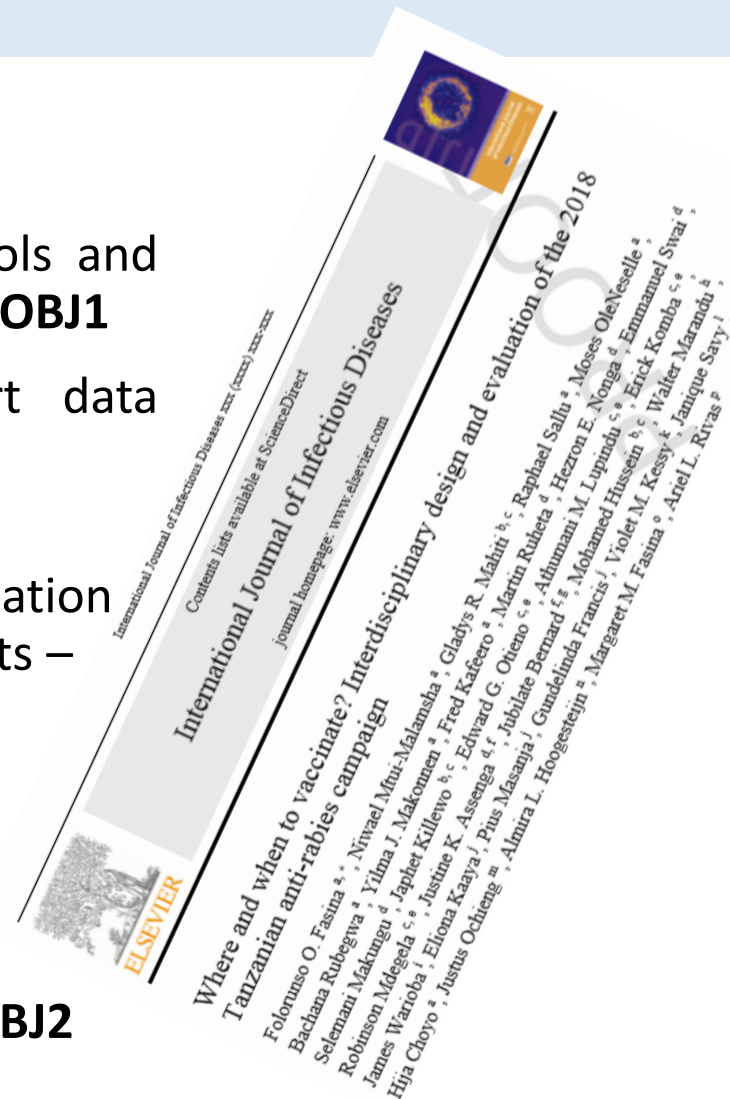 ols and
OBJ1
rt data
ation
ts –
BJ2
International Journal of Infectious Diseases xxx (xxxx) xxx-xxx
Contents lists available at ScienceDirect
International Journal of Infectious Diseases
journal homepage: www.elsevier.com
ELSEVIER
Where and when to vaccinate? Interdisciplinary design and evaluation of the 2018
Tanzanian anti-rabies campaign
Folorunso O. Fasina a, *, Niwael Mtui-Malamsha a, Gladys R. Mahiti b, c, Raphael Sallu a, Moses OleNeselle a,
Bachana Rubegwa a, Yilma J. Makonnen a, Fred Kafeero a, Martin Ruheta d, Hezron E. Nonga d, Emmanuel Swai d,
Selemani Makungu d, Japhet Killewo b, c, Edward G. Otieno c, e, Athumani M. Lupindu c, e, Erick Komba c, e,
Robinson Mdegela c, e, Justine K. Assenga d, f, Jubilate Bernard f, g, Mohamed Hussein b, c, Walter Marandu h,
James Warioba i, Eliona Kaaya j, Pius Masanja j, Gundelinda Francis j, Violet M. Kessy k, Janique Savy l,
Hija Choyo a, Justus Ochieng m, Almira L. Hoogesteijn n, Margaret M. Fasina o, Ariel L. Rivas p